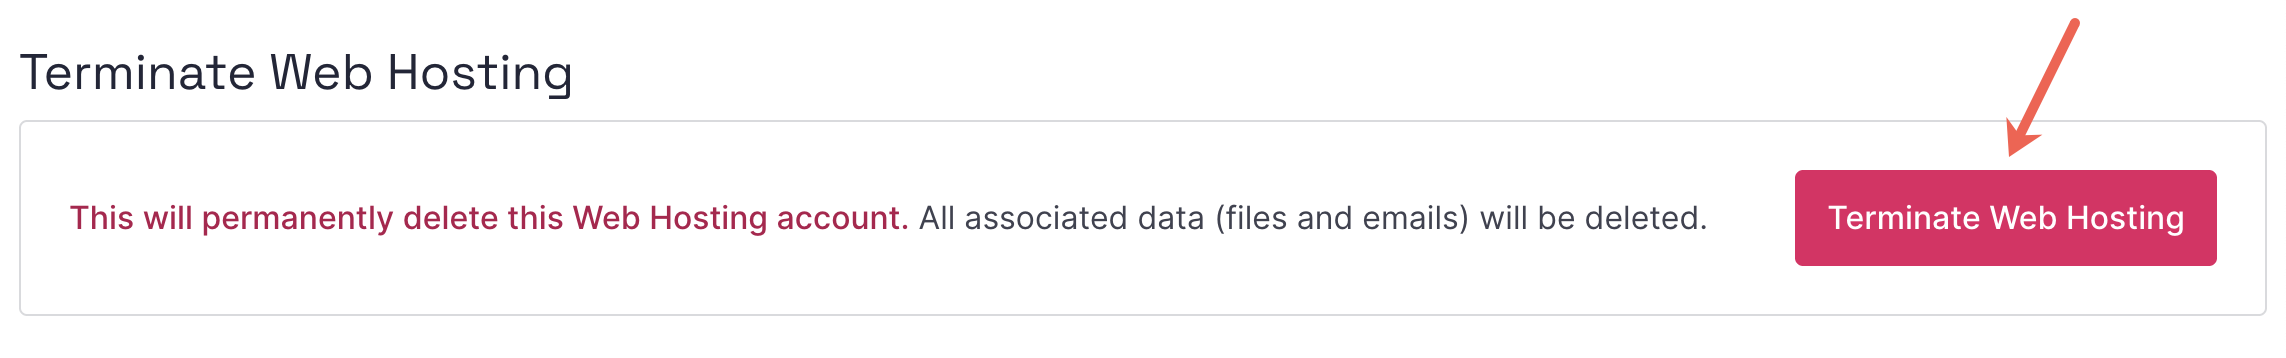 Terminate Web Hosting
This will permanently delete this Web Hosting account. All associated data (files and emails) will be deleted.
Terminate Web Hosting